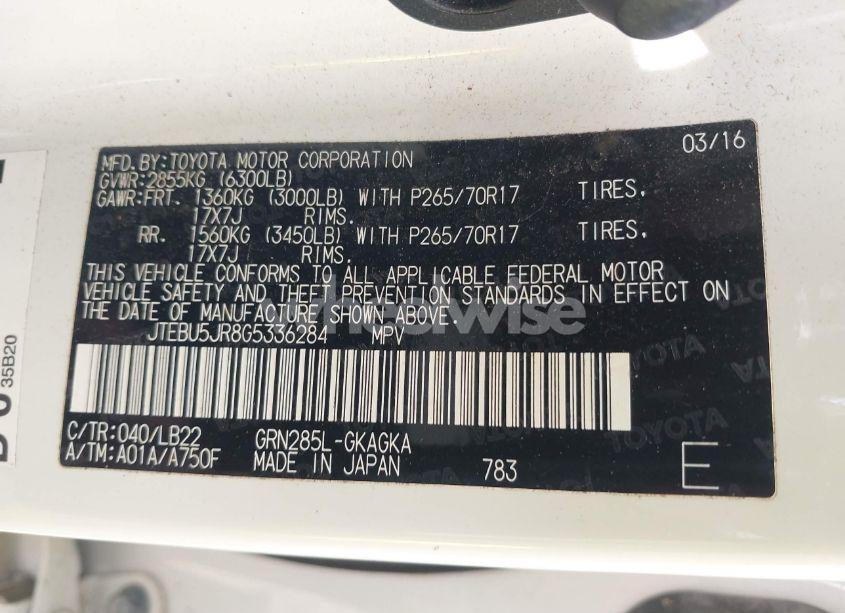 03/16
MFD.BY:TOYOTA MOTOR CORPORATION
GVWR:2855KG (6300LB)
GAWR:FRT. 1360KG (3000LB) WITH P265/70R17 TIRES,
17X7J RIMS.
RR. 1560KG (3450LB) WITH P265/70R17 TIRES,
17X7J RIMS.
THIS VEHICLE CONFORMS TO ALL APPLICABLE FEDERAL MOTOR
VEHICLE SAFETY AND THEFT PREVENTION STANDARDS IN EFFECT ON
THE DATE OF MANUFACTURE SHOWN ABOVE.
JTEBU5JR8G5336284 MPV
C/TR:040/LB22 GRN285L-GKAGKA
A/TM:A01A/A750F MADE IN JAPAN 783 E
35B20
wheelwise
TOYOTA